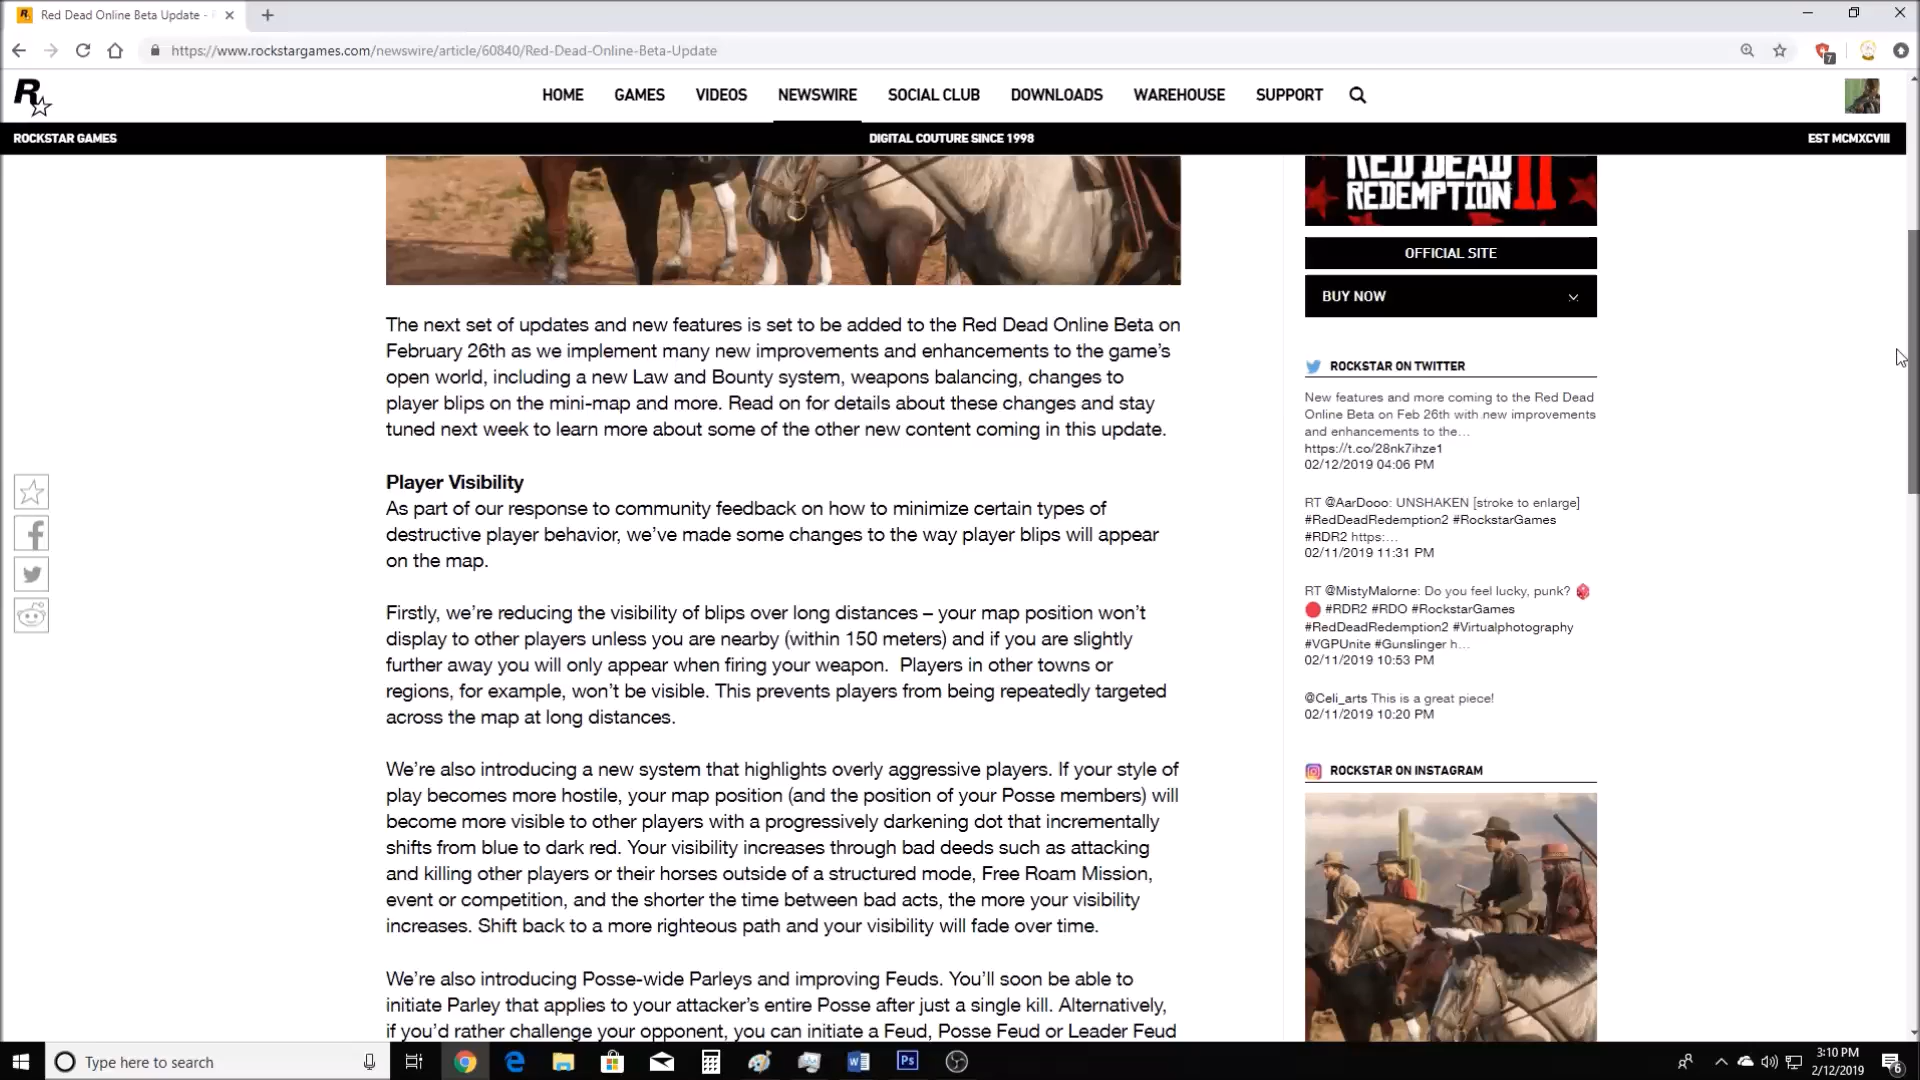 Red Dead Online Beta Update -
https://www.rockstargames.com/newswire/article/60840/Red-Dead-Online-Beta-Update
7
R
HOME GAMES VIDEOS NEWSWIRE SOCIAL CLUB DOWNLOADS WAREHOUSE SUPPORT
ROCKSTAR GAMES DIGITAL COUTURE SINCE 1998 EST MCMXCVIII
The next set of updates and new features is set to be added to the Red Dead Online Beta on
February 26th as we implement many new improvements and enhancements to the game's
open world, including a new Law and Bounty system, weapons balancing, changes to
player blips on the mini-map and more. Read on for details about these changes and stay
tuned next week to learn more about some of the other new content coming in this update.
Player Visibility
As part of our response to community feedback on how to minimize certain types of
destructive player behavior, we've made some changes to the way player blips will appear
on the map.
Firstly, we're reducing the visibility of blips over long distances – your map position won't
display to other players unless you are nearby (within 150 meters) and if you are slightly
further away you will only appear when firing your weapon.  Players in other towns or
regions, for example, won't be visible. This prevents players from being repeatedly targeted
across the map at long distances.
We're also introducing a new system that highlights overly aggressive players. If your style of
play becomes more hostile, your map position (and the position of your Posse members) will
become more visible to other players with a progressively darkening dot that incrementally
shifts from blue to dark red. Your visibility increases through bad deeds such as attacking
and killing other players or their horses outside of a structured mode, Free Roam Mission,
event or competition, and the shorter the time between bad acts, the more your visibility
increases. Shift back to a more righteous path and your visibility will fade over time.
We're also introducing Posse-wide Parleys and improving Feuds. You'll soon be able to
initiate Parley that applies to your attacker's entire Posse after just a single kill. Alternatively,
if you'd rather challenge your opponent, you can initiate a Feud, Posse Feud or Leader Feud
RED DEAD
REDEMPTION II
OFFICIAL SITE
BUY NOW
ROCKSTAR ON TWITTER
New features and more coming to the Red Dead
Online Beta on Feb 26th with new improvements
and enhancements to the…
https://t.co/28nk7ihze1
02/12/2019 04:06 PM
RT @AarDooo: UNSHAKEN [stroke to enlarge]
#RedDeadRedemption2 #RockstarGames
#RDR2 https:…
02/11/2019 11:31 PM
RT @MistyMalorne: Do you feel lucky, punk?
#RDR2 #RDO #RockstarGames
#RedDeadRedemption2 #Virtualphotography
#VGPUnite #Gunslinger h…
02/11/2019 10:53 PM
@Celi_arts This is a great piece!
02/11/2019 10:20 PM
ROCKSTAR ON INSTAGRAM
Type here to search
Ps
3:10 PM
2/12/2019
6